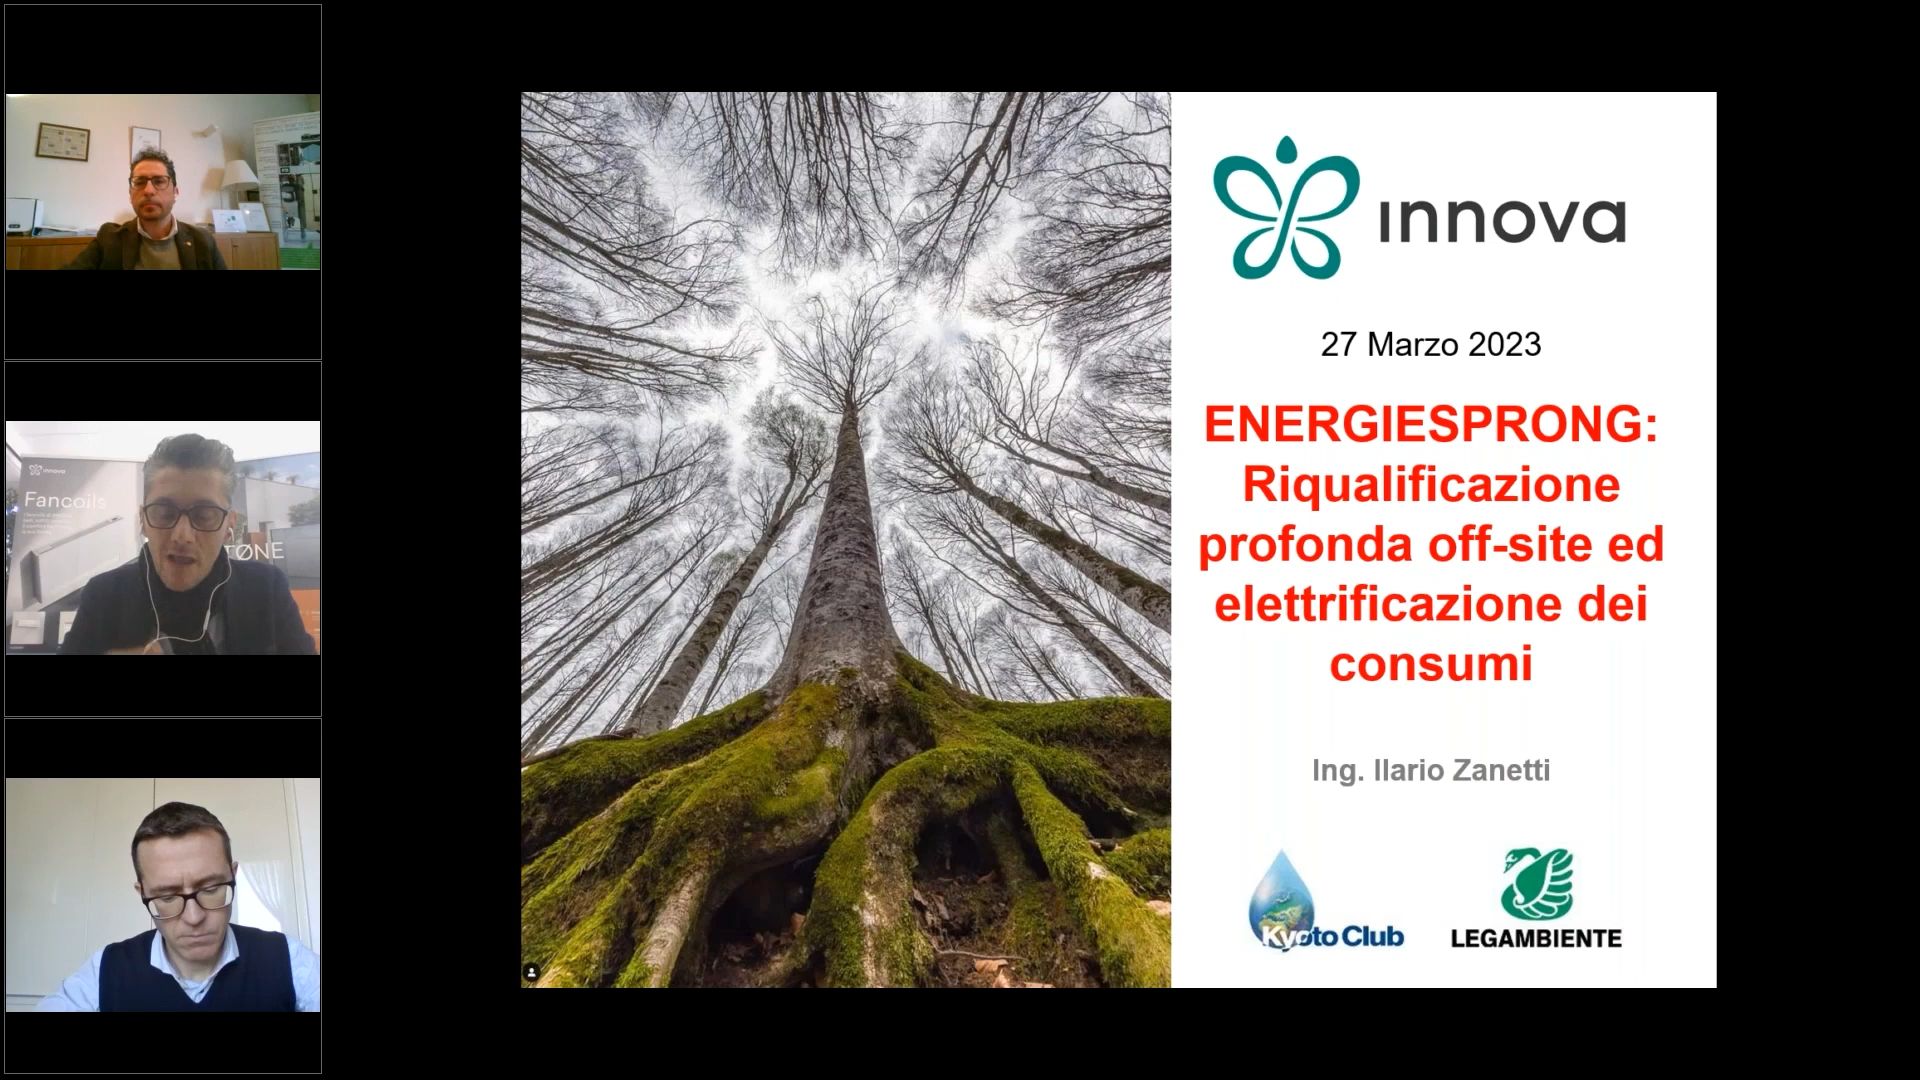 innova
Fancoils
TØNE
innova
27 Marzo 2023
ENERGIESPRONG:
Riqualificazione
profonda off-site ed
elettrificazione dei
consumi
Ing. Ilario Zanetti
Kyoto Club
LEGAMBIENTE